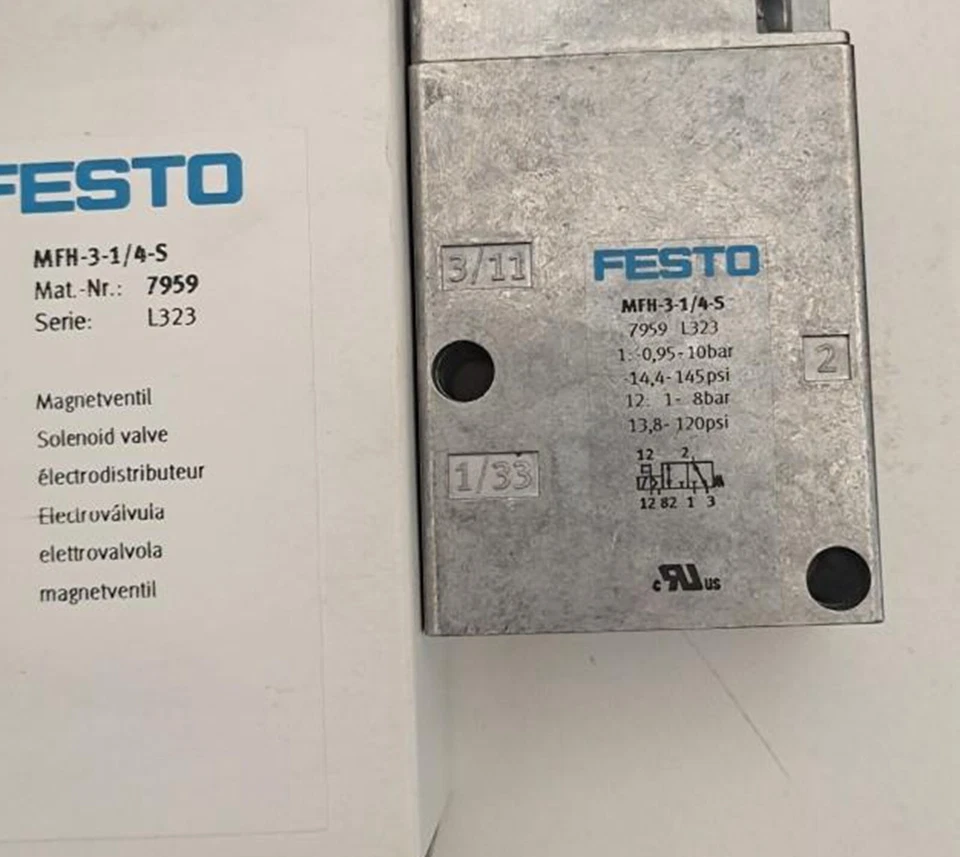 FESTO
MFH-3-1/4-S
Mat.-Nr.: 7959
Serie: L323
Magnetventil
Solenoid valve
électrodistributeur
Electroválvula
elettrovalvola
magnetventil
3/11
1/33
2
FESTO
MFH-3-1/4-S
7959 L323
1: -0,95-10bar
-14,4-145psi
12: 1- 8bar
13,8-120psi
12 2
12 82 1 3
c RU US